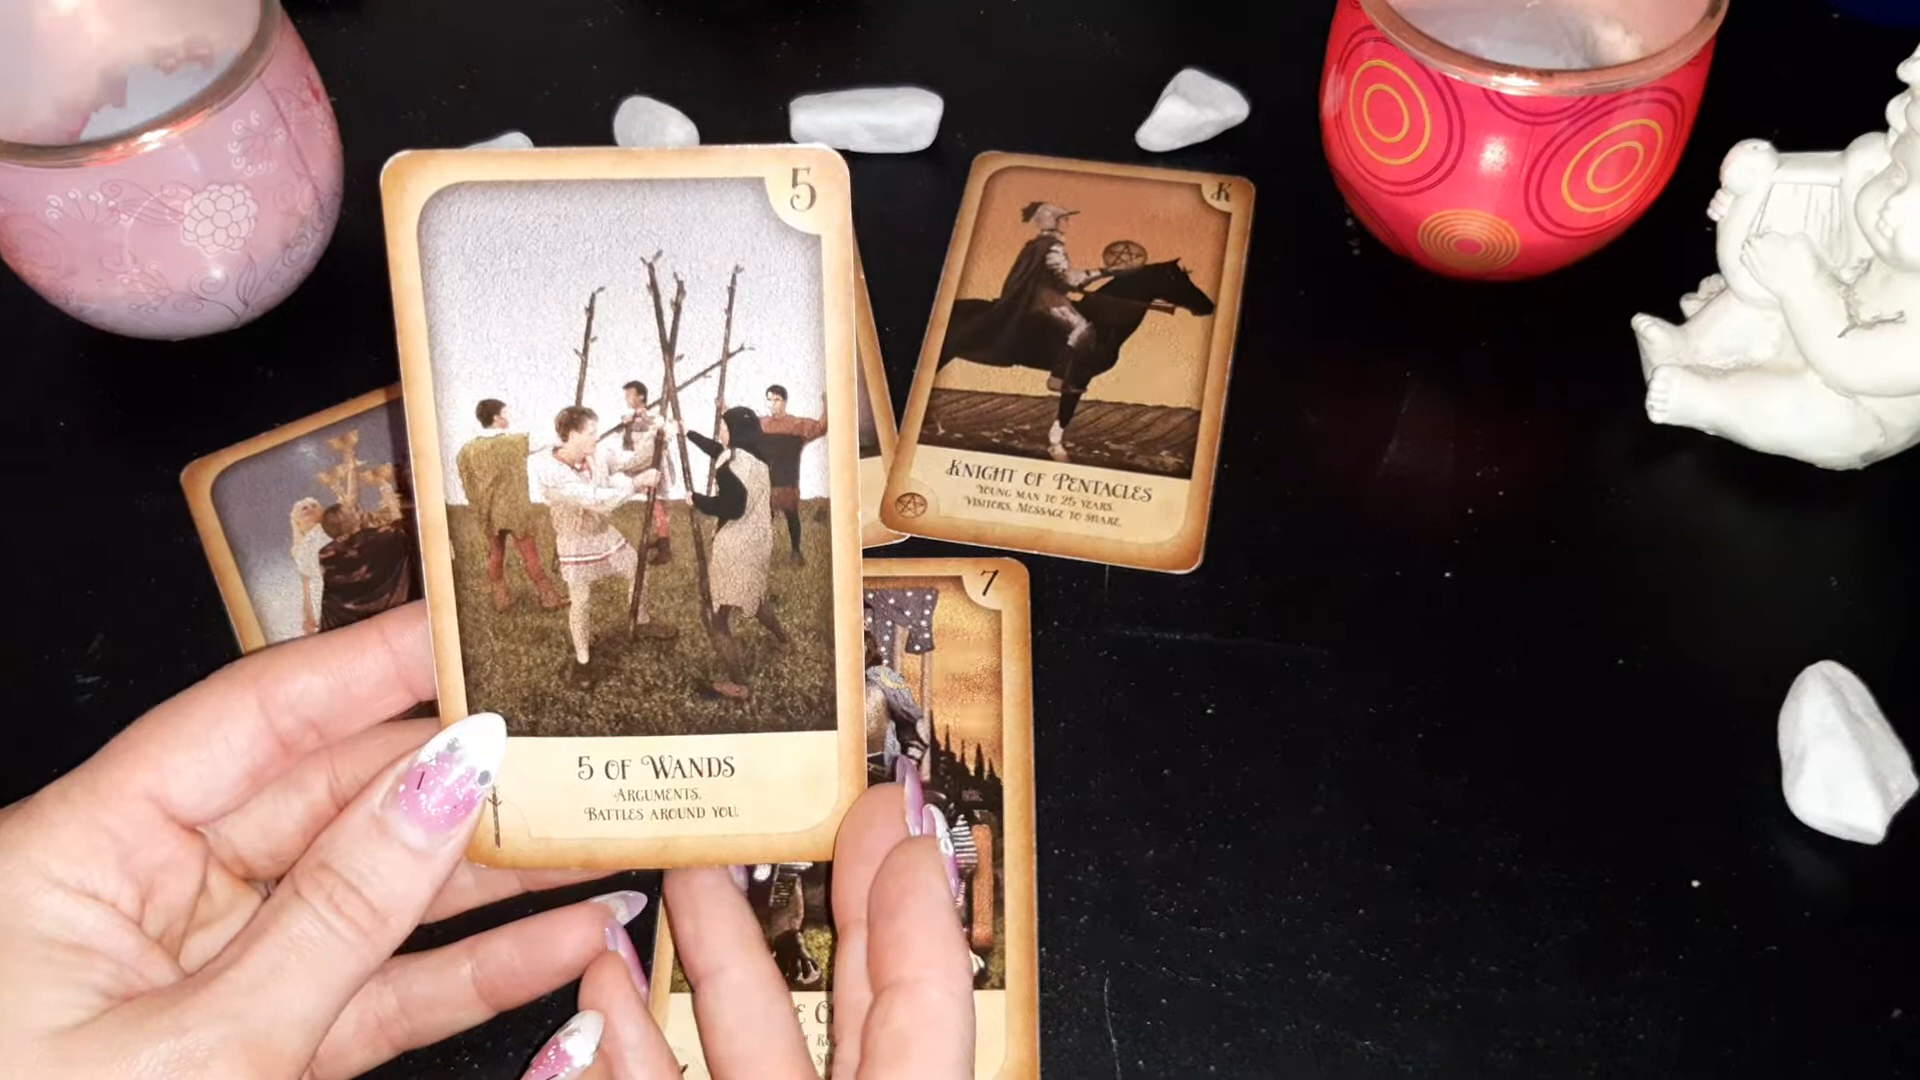 5
5 OF WANDS
ARGUMENTS.
BATTLES AROUND YOU.
K
KNIGHT OF PENTACLES
YOUNG MAN TO 25 YEARS.
VISITORS. MESSAGE TO SHARE.
7